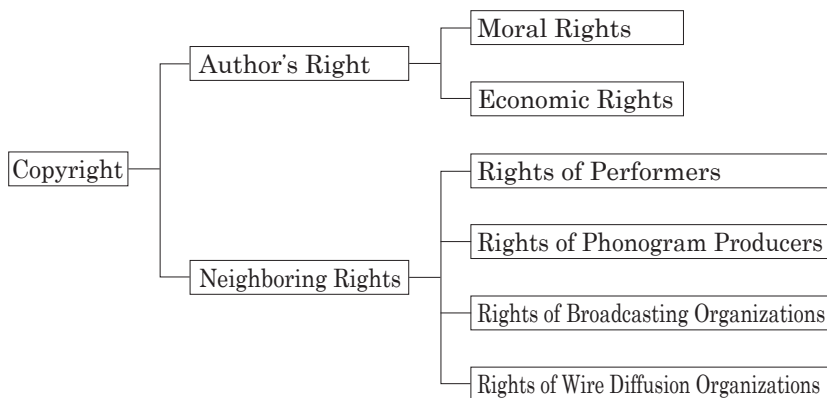 Copyright
Author's Right
Moral Rights
Economic Rights
Neighboring Rights
Rights of Performers
Rights of Phonogram Producers
Rights of Broadcasting Organizations
Rights of Wire Diffusion Organizations